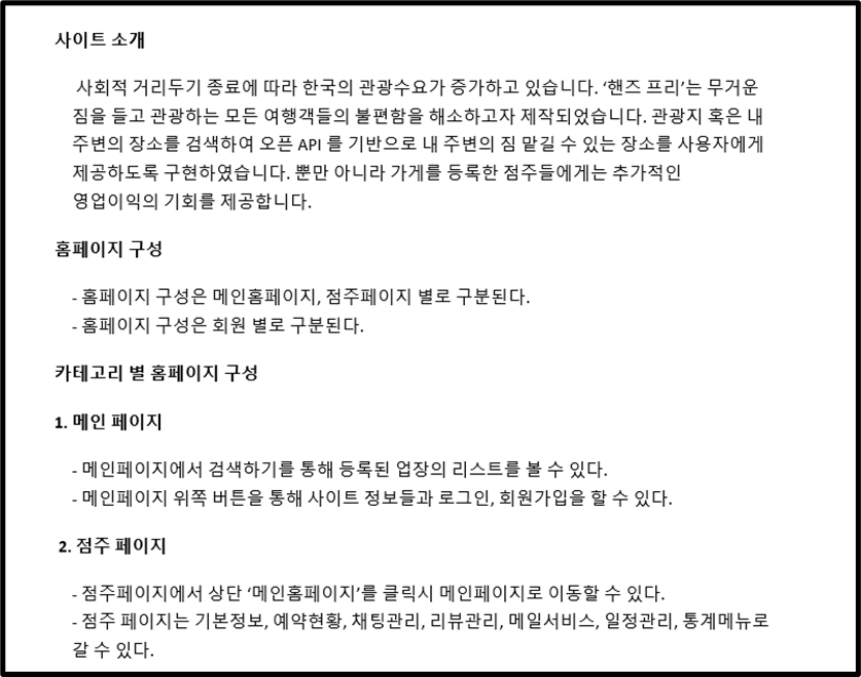 사이트 소개
사회적 거리두기 종료에 따라 한국의 관광수요가 증가하고 있습니다. ‘핸즈 프리’는 무거운
짐을 들고 관광하는 모든 여행객들의 불편함을 해소하고자 제작되었습니다. 관광지 혹은 내
주변의 장소를 검색하여 오픈 API 를 기반으로 내 주변의 짐 맡길 수 있는 장소를 사용자에게
제공하도록 구현하였습니다. 뿐만 아니라 가게를 등록한 점주들에게는 추가적인
영업이익의 기회를 제공합니다.
홈페이지 구성
- 홈페이지 구성은 메인홈페이지, 점주페이지 별로 구분된다.
- 홈페이지 구성은 회원 별로 구분된다.
카테고리 별 홈페이지 구성
1. 메인 페이지
- 메인페이지에서 검색하기를 통해 등록된 업장의 리스트를 볼 수 있다.
- 메인페이지 위쪽 버튼을 통해 사이트 정보들과 로그인, 회원가입을 할 수 있다.
2. 점주 페이지
- 점주페이지에서 상단 ‘메인홈페이지’를 클릭시 메인페이지로 이동할 수 있다.
- 점주 페이지는 기본정보, 예약현황, 채팅관리, 리뷰관리, 메일서비스, 일정관리, 통계메뉴로
갈 수 있다.